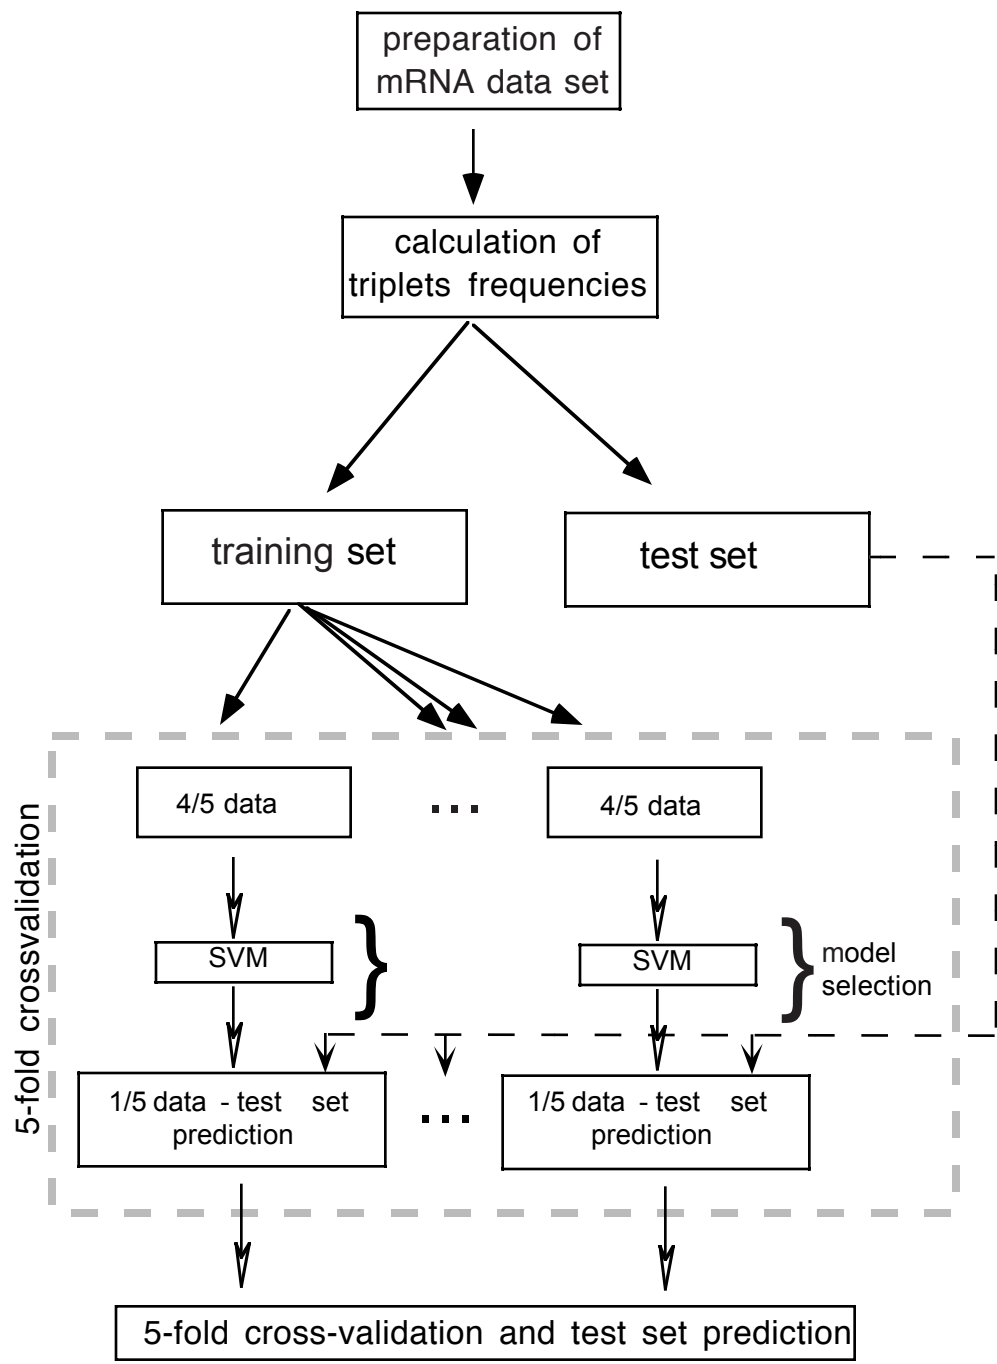 preparation of
mRNA data set
calculation of
triplets frequencies
training set
test set
5-fold crossvalidation
4/5 data
...
4/5 data
SVM
}
SVM
}
model
selection
1/5 data - test set
prediction
...
1/5 data - test set
prediction
5-fold cross-validation and test set prediction